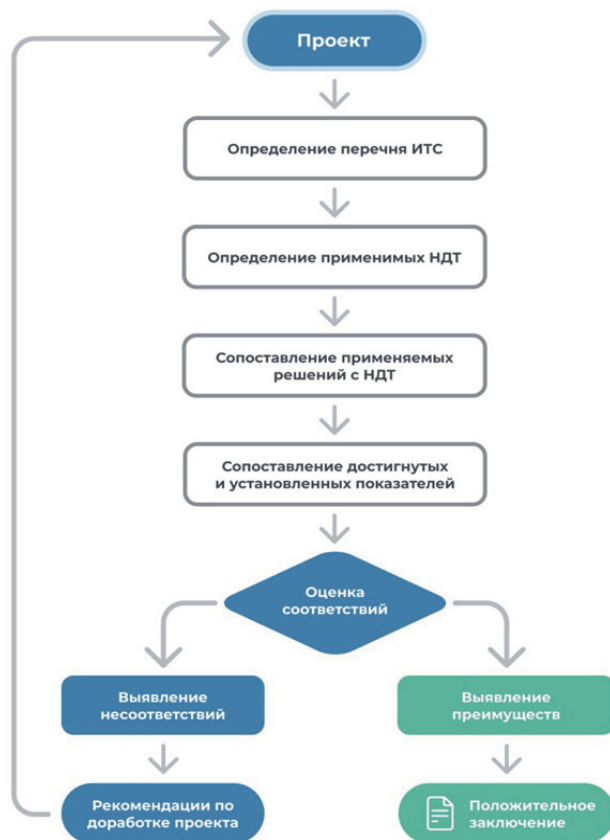 Проект
Определение перечня ИТС
Определение применимых НДТ
Сопоставление применяемых
решений с НДТ
Сопоставление достигнутых
и установленных показателей
Оценка
соответствий
Выявление
несоответствий
Выявление
преимуществ
Рекомендации по
доработке проекта
Положительное
заключение